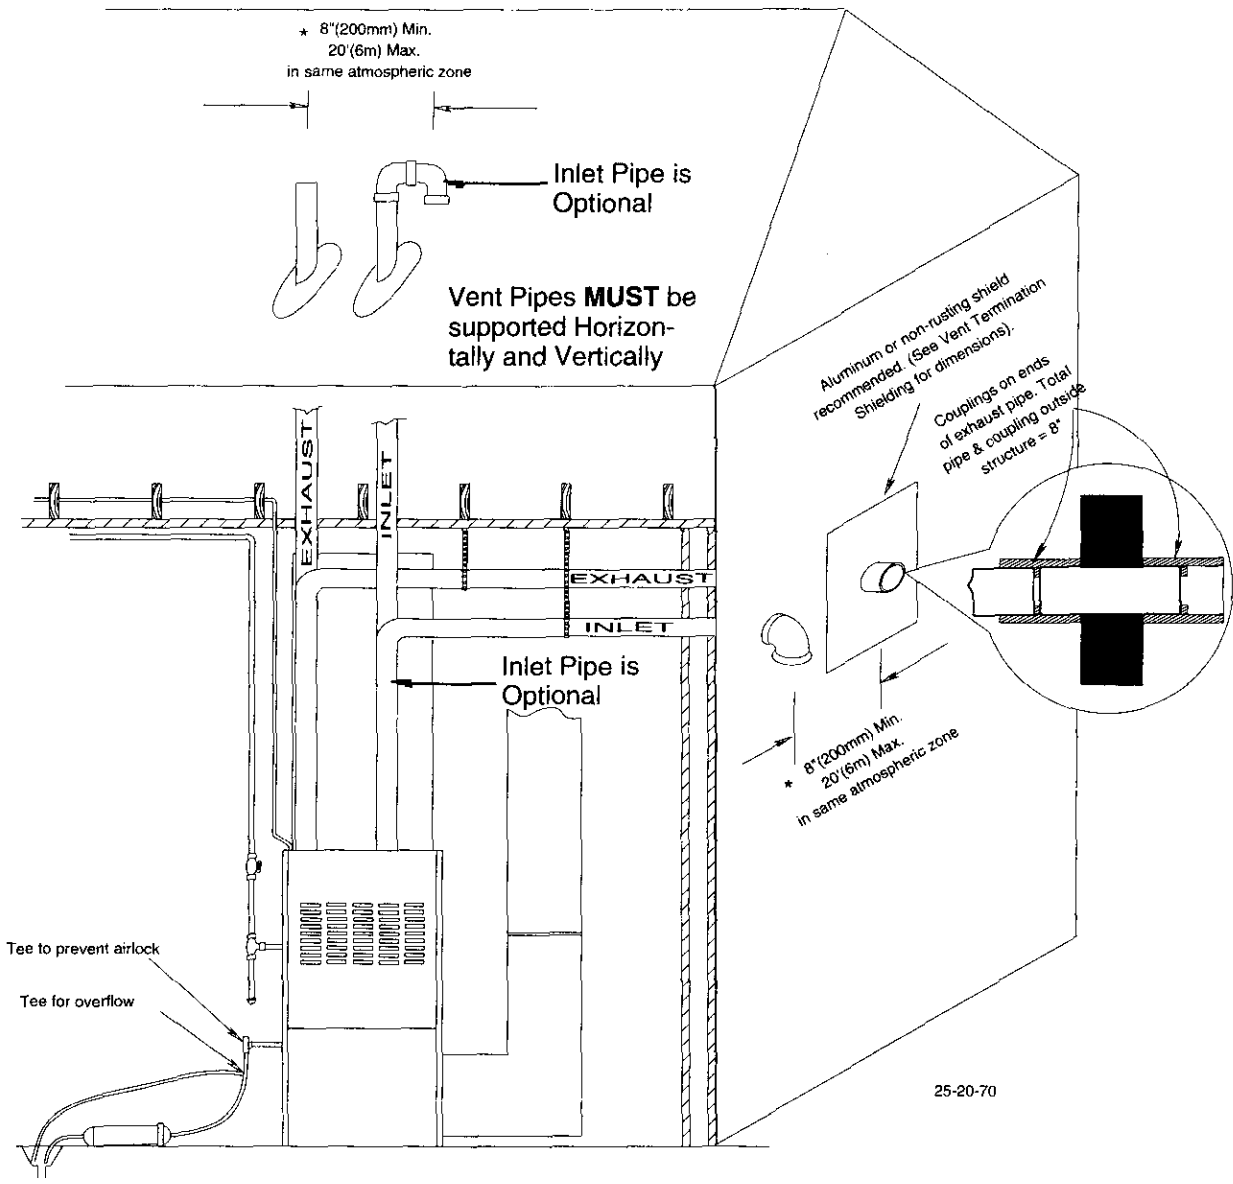 * 8"(200mm) Min.
20'(6m) Max.
in same atmospheric zone
Inlet Pipe is
Optional
Vent Pipes MUST be
supported Horizon-
tally and Vertically
Aluminum or non-rusting shield
recommended. (See Vent Termination
Shielding for dimensions).
Couplings on ends
of exhaust pipe. Total
pipe & coupling outside
structure = 8"
EXHAUST
INLET
EXHAUST
INLET
Inlet Pipe is
Optional
* 8"(200mm) Min.
20'(6m) Max.
in same atmospheric zone
Tee to prevent airlock
Tee for overflow
25-20-70